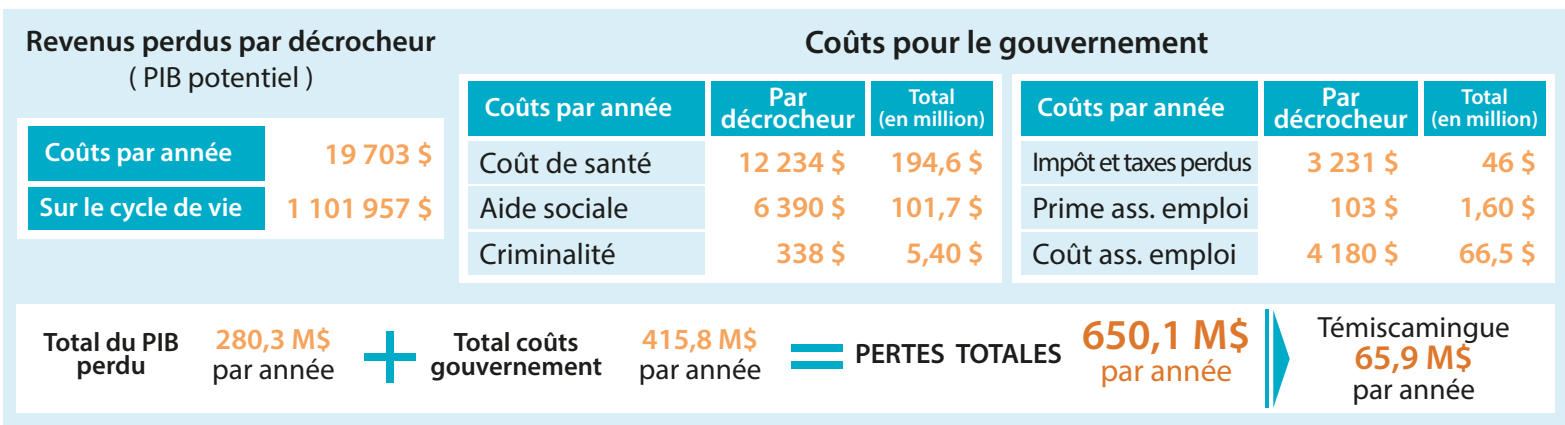 Revenus perdus par décrocheur
( PIB potentiel )
Coûts par année 19 703 $
Sur le cycle de vie 1 101 957 $
Coûts pour le gouvernement
Coûts par année Par décrocheur Total (en million)
Coût de santé 12 234 $ 194,6 $
Aide sociale 6 390 $ 101,7 $
Criminalité 338 $ 5,40 $
Coûts par année Par décrocheur Total (en million)
Impôt et taxes perdus 3 231 $ 46 $
Prime ass. emploi 103 $ 1,60 $
Coût ass. emploi 4 180 $ 66,5 $
Total du PIB
perdu
280,3 M$
par année
+
Total coûts
gouvernement
415,8 M$
par année
=
PERTES TOTALES
650,1 M$
par année
Témiscamingue
65,9 M$
par année